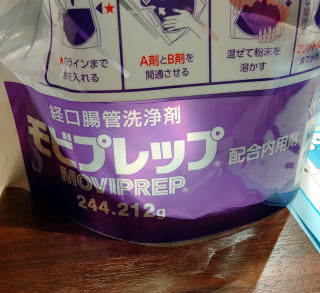 ★のラインまで
水を入れる
A剤とB剤を
開通させる
混ぜて粉末を
溶かす
経口腸管洗浄剤
モビプレップ®
配合内用剤
MOVIPREP®
244.212g